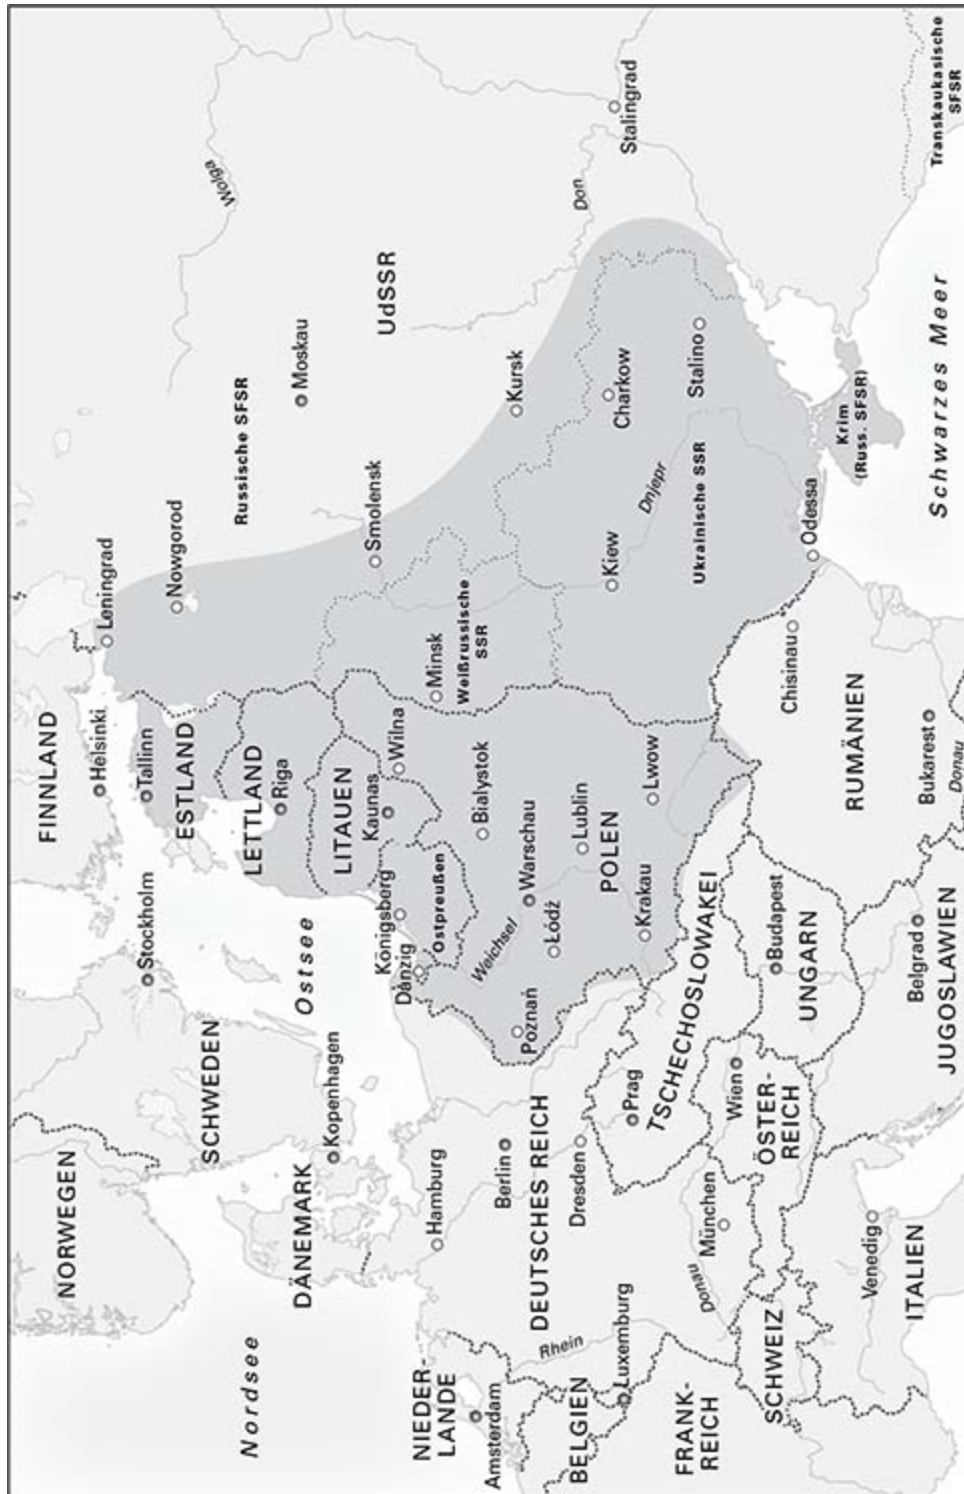 NORWEGEN
SCHWEDEN
FINNLAND
Helsinki
Leningrad
Stockholm
Tallinn
Nowgorod
ESTLAND
Wolga
Nordsee
Ostsee
LETTLAND
Riga
Russische SFSR
Moskau
DÄNEMARK
Kopenhagen
LITAUEN
Kaunas
Wilna
Smolensk
UdSSR
Königsberg
Danzig
Ostpreußen
Minsk
Weißrussische
SSR
Hamburg
NIEDER-
LANDE
Amsterdam
Bialystok
Weichsel
Berlin
DEUTSCHES REICH
Poznań
Warschau
Kursk
Łódź
Lublin
Rhein
BELGIEN
Dresden
POLEN
Kiew
Charkow
Don
Stalingrad
Luxemburg
Prag
Krakau
Lwow
Dnjepr
TSCHECHOSLOWAKEI
FRANK-
REICH
Donau
München
Wien
Ukrainische SSR
Stalino
ÖSTER-
REICH
SCHWEIZ
Budapest
UNGARN
Chisinau
Odessa
Krim
(Russ. SFSR)
RUMÄNIEN
Venedig
ITALIEN
Belgrad
JUGOSLAWIEN
Bukarest
Donau
Schwarzes Meer
Transkaukasische
SFSR